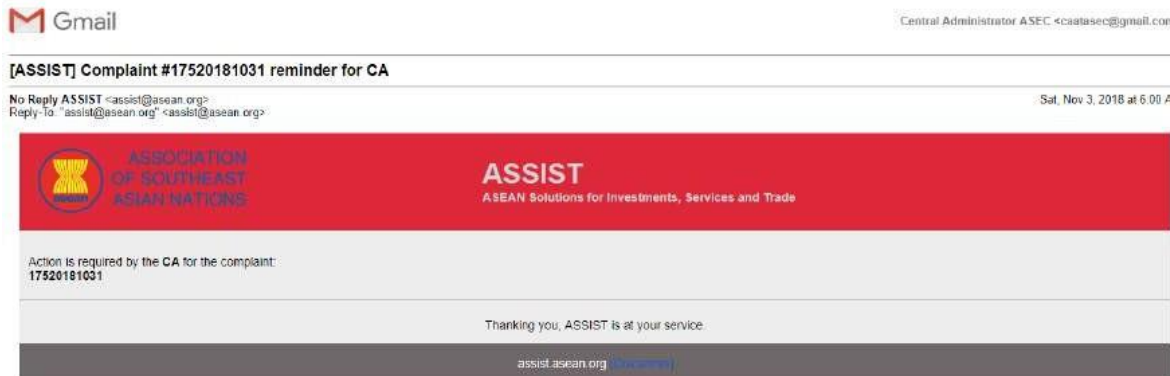 Gmail
Central Administrator ASEC <caatasec@gmail.com
[ASSIST] Complaint #17520181031 reminder for CA
No Reply ASSIST <assist@asean.org>
Sat, Nov 3, 2018 at 6:00 A
Reply-To: "assist@asean.org" <assist@asean.org>
ASSOCIATION
OF SOUTHEAST
ASIAN NATIONS
asean
ASSIST
ASEAN Solutions for Investments, Services and Trade
Action is required by the CA for the complaint:
17520181031
Thanking you, ASSIST is at your service
assist.asean.org